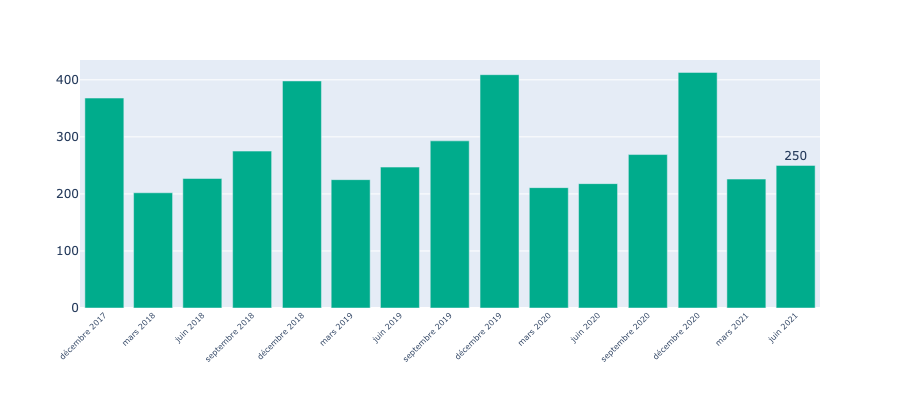 400
300
200
100
0
250
décembre 2017
mars 2018
juin 2018
septembre 2018
décembre 2018
mars 2019
juin 2019
septembre 2019
décembre 2019
mars 2020
juin 2020
septembre 2020
décembre 2020
mars 2021
juin 2021